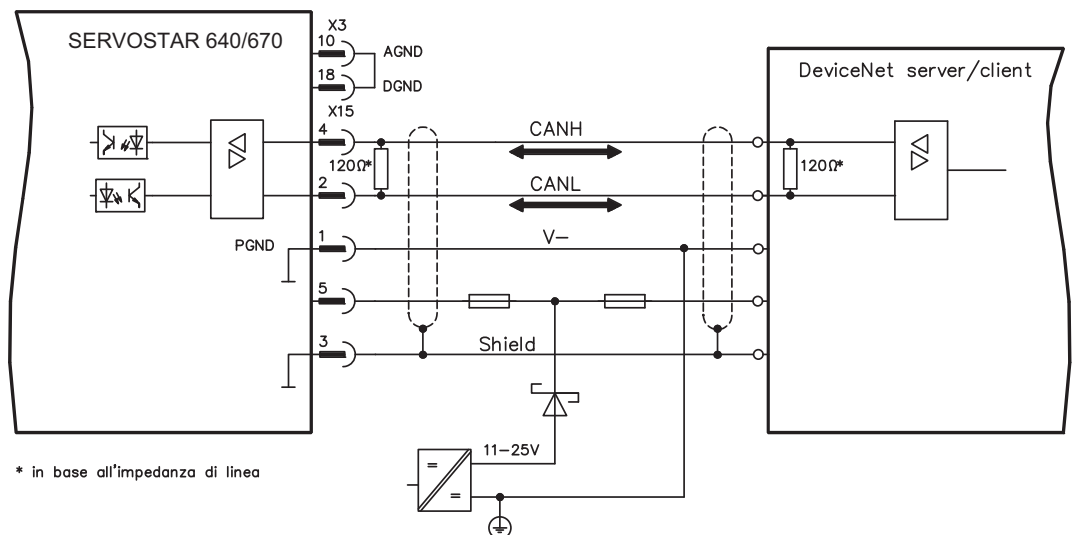 SERVOSTAR 640/670
X3
10
AGND
18
DGND
X15
4
CANH
120Ω*
2
CANL
PGND
1
V–
5
3
Shield
11–25V
DeviceNet server/client
120Ω*
* in base all'impedanza di linea